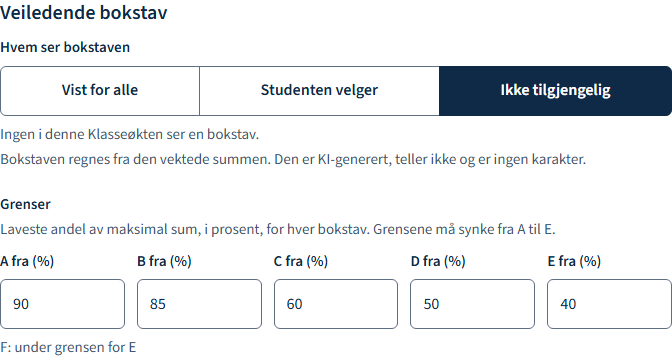 Veiledende bokstav
Hvem ser bokstaven
Vist for alle
Studenten velger
Ikke tilgjengelig
Ingen i denne Klasseøkten ser en bokstav.
Bokstaven regnes fra den vektede summen. Den er KI-generert, teller ikke og er ingen karakter.
Grenser
Laveste andel av maksimal sum, i prosent, for hver bokstav. Grensene må synke fra A til E.
A fra (%) B fra (%) C fra (%) D fra (%) E fra (%)
90 85 60 50 40
F: under grensen for E